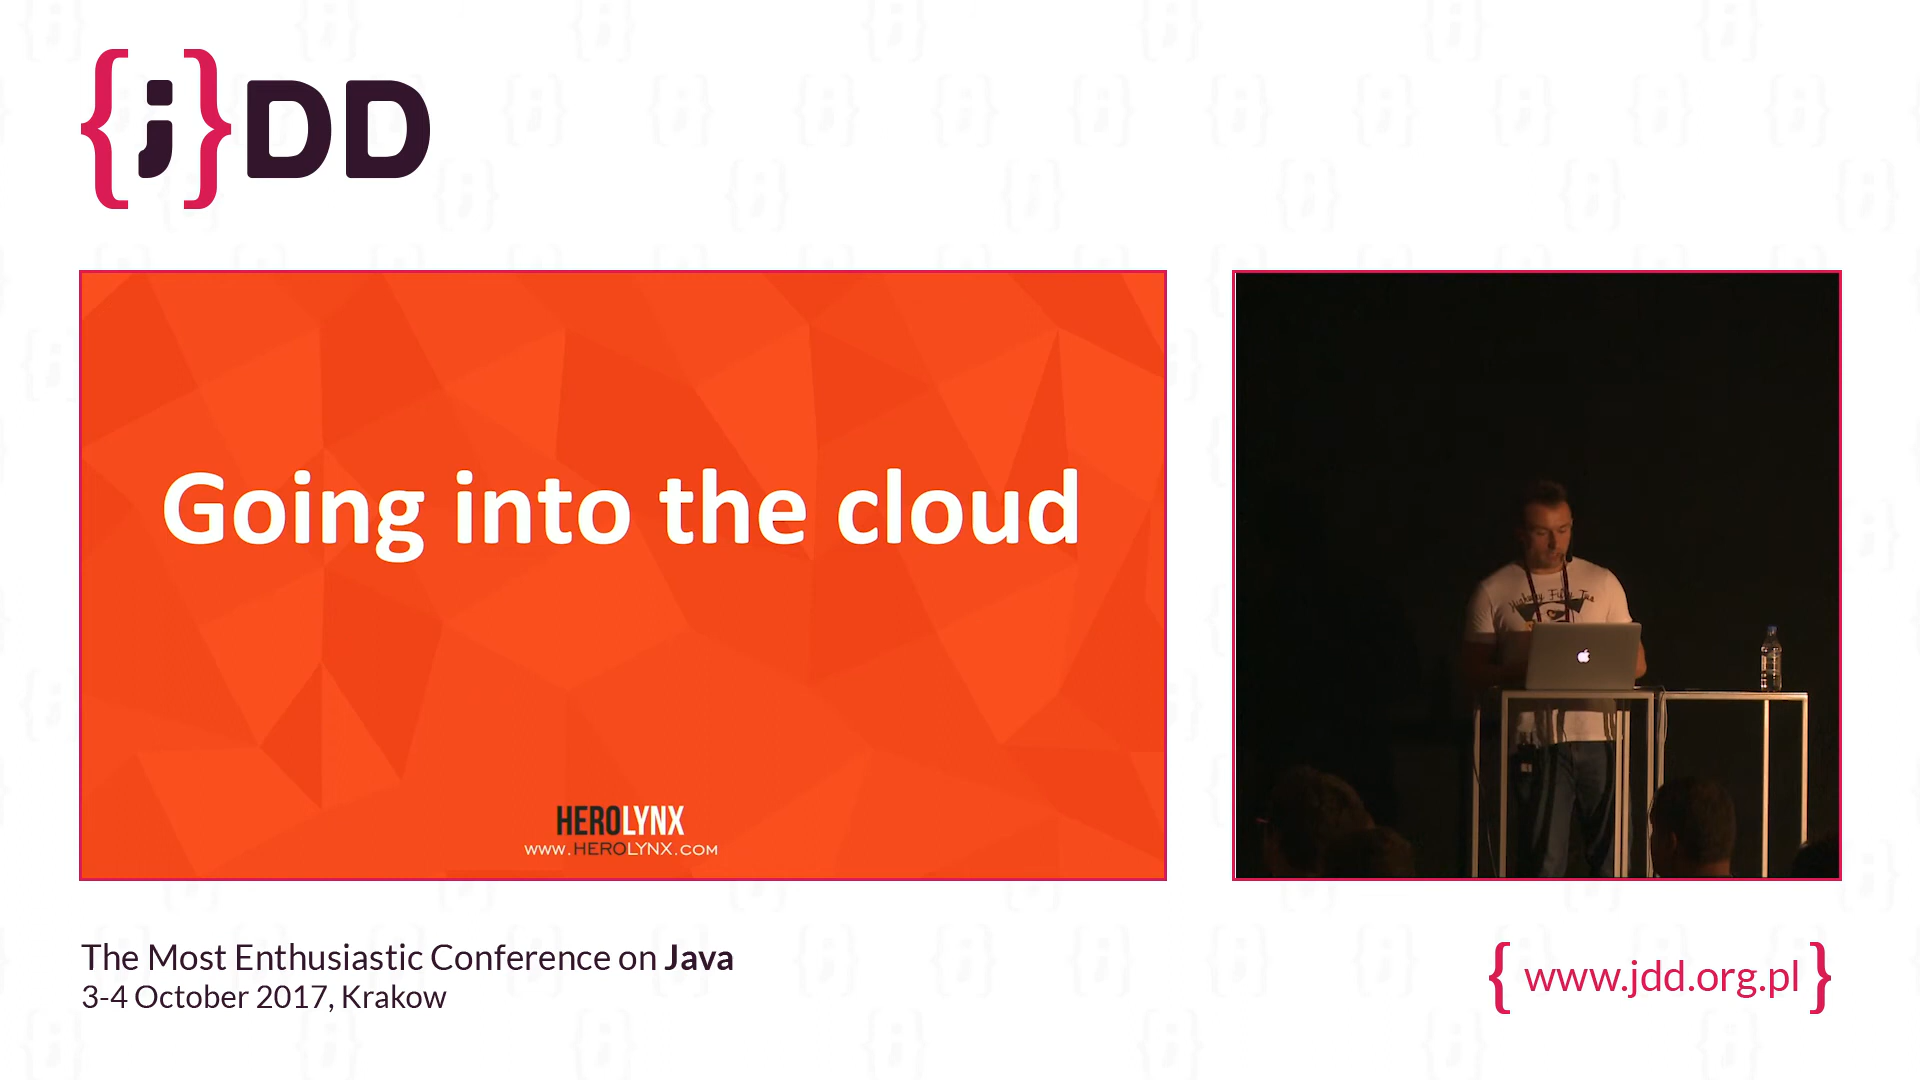 {;}DD
Going into the cloud
HEROLYNX
www.HEROLYNX.COM
The Most Enthusiastic Conference on Java
3-4 October 2017, Krakow
{ www.jdd.org.pl }